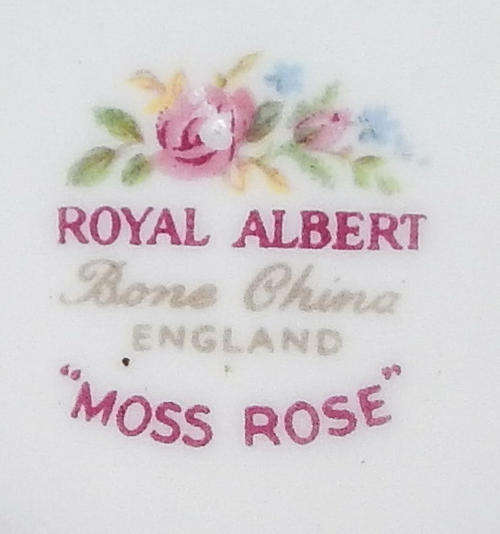 ROYAL ALBERT
Bone China
ENGLAND
"MOSS ROSE"